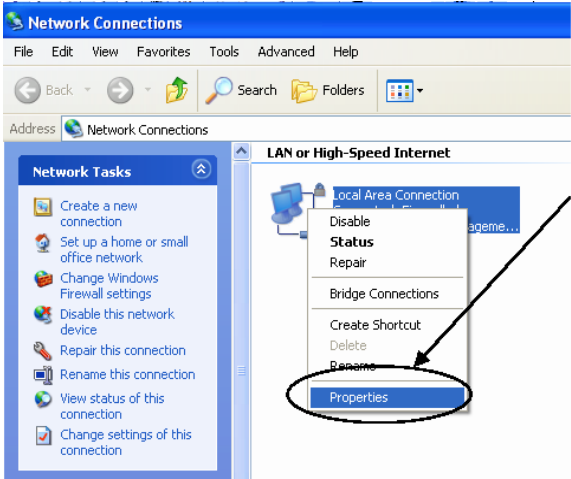 Network Connections
File Edit View Favorites Tools Advanced Help
Back Search Folders
Address Network Connections
Network Tasks
Create a new
connection
Set up a home or small
office network
Change Windows
Firewall settings
Disable this network
device
Repair this connection
Rename this connection
View status of this
connection
Change settings of this
connection
LAN or High-Speed Internet
Local Area Connection
ageme...
Disable
Status
Repair
Bridge Connections
Create Shortcut
Delete
Rename
Properties